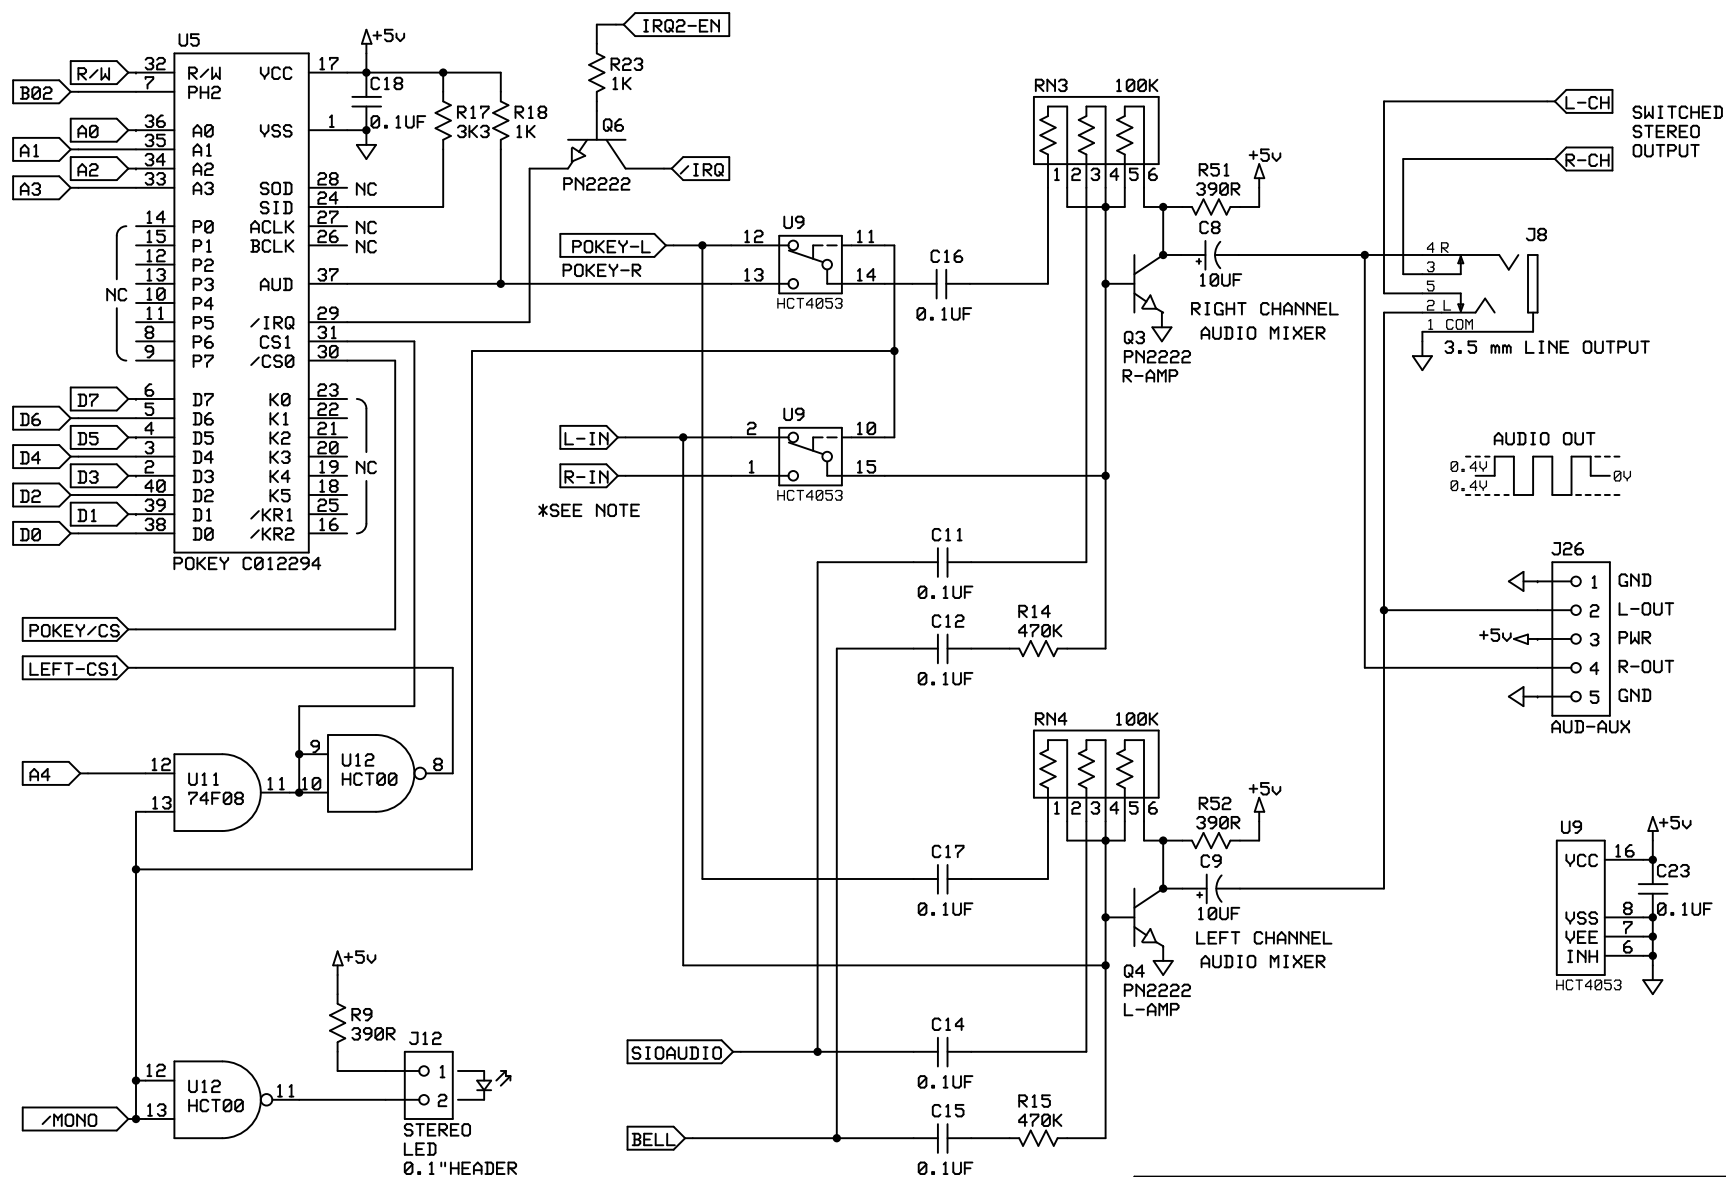 U5
+5v
IRQ2-EN
R/W
32
R/W
VCC
17
B02
7
PH2
C18
0.1UF
R17
3K3
R18
1K
R23
1K
Q6
PN2222
/IRQ
A0
36
A0
VSS
1
A1
35
A1
A2
34
A2
A3
33
A3
SOD
28
NC
SID
24
14
P0
ACLK
27
NC
15
P1
BCLK
26
NC
12
P2
13
P3
AUD
37
NC
10
P4
11
P5
/IRQ
29
8
P6
CS1
31
9
P7
/CS0
30
D7
6
D7
K0
23
D6
5
D6
K1
22
D5
4
D5
K2
21
D4
3
D4
K3
20
D3
2
D3
K4
19
NC
D2
40
D2
K5
18
D1
39
D1
/KR1
25
D0
38
D0
/KR2
16
POKEY C012294
POKEY/CS
LEFT-CS1
A4
12
13
U11
74F08
11
9
10
U12
HCT00
8
+5v
R9
390R
J12
1
2
STEREO
LED
0.1"HEADER
/MONO
12
13
U12
HCT00
11
POKEY-L
POKEY-R
12
13
U9
11
14
HCT4053
C16
0.1UF
L-IN
R-IN
2
1
U9
10
15
HCT4053
*SEE NOTE
C11
0.1UF
C12
0.1UF
R14
470K
C17
0.1UF
SIOAUDIO
C14
0.1UF
BELL
C15
0.1UF
R15
470K
RN3
100K
1 2 3 4 5 6
R51
390R
+5v
C8
+
10UF
Q3
PN2222
R-AMP
RIGHT CHANNEL
AUDIO MIXER
RN4
100K
1 2 3 4 5 6
R52
390R
+5v
C9
+
10UF
Q4
PN2222
L-AMP
LEFT CHANNEL
AUDIO MIXER
L-CH
R-CH
SWITCHED
STEREO
OUTPUT
J8
4 R
3
5
2 L
1 COM
3.5 mm LINE OUTPUT
AUDIO OUT
0.4V
0.4V
0V
J26
1 GND
2 L-OUT
+5v
3 PWR
4 R-OUT
5 GND
AUD-AUX
U9
+5v
VCC
16
C23
0.1UF
VSS
8
VEE
7
INH
6
HCT4053